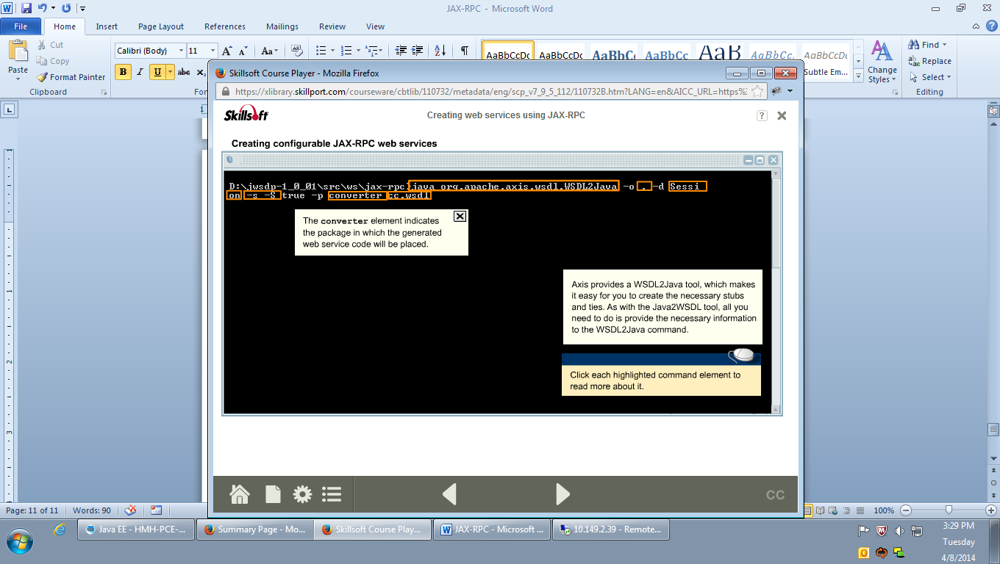 JAX-RPC - Microsoft Word
File Home Insert Page Layout References Mailings Review View
Paste
Cut
Copy
Format Painter
Clipboard
Calibri (Body) 11
B I U abc
AaBbCcDc AaBbCcDc AaBbCc AaBbCc AaB AaBbCc. AaBbCcDc
Subtle Em...
Change Styles
Find
Replace
Select
Editing
Skillsoft Course Player - Mozilla Firefox
https://xlibrary.skillport.com/courseware/cbtlib/110732/metadata/eng/scp_v7_9_5_112/110732B.htm?LANG=en&AICC_URL=https%3
Skillsoft
Creating web services using JAX-RPC
?
Creating configurable JAX-RPC web services
D:\jwsdp-1_0_01\src\ws\jax-rpc>java org.apache.axis.wsdl.WSDL2Java -o . -d Sessi
on -s -S true -p converter cc.wsdl
The converter element indicates
the package in which the generated
web service code will be placed.
Axis provides a WSDL2Java tool, which makes
it easy for you to create the necessary stubs
and ties. As with the Java2WSDL tool, all you
need to do is provide the necessary information
to the WSDL2Java command.
Click each highlighted command element to
read more about it.
CC
Page: 11 of 11 Words: 90 100%
Java EE - HMH-PCE-... Summary Page - Mo... Skillsoft Course Play... JAX-RPC - Microsoft ... 10.149.2.39 - Remote...
3:29 PM
Tuesday
4/8/2014